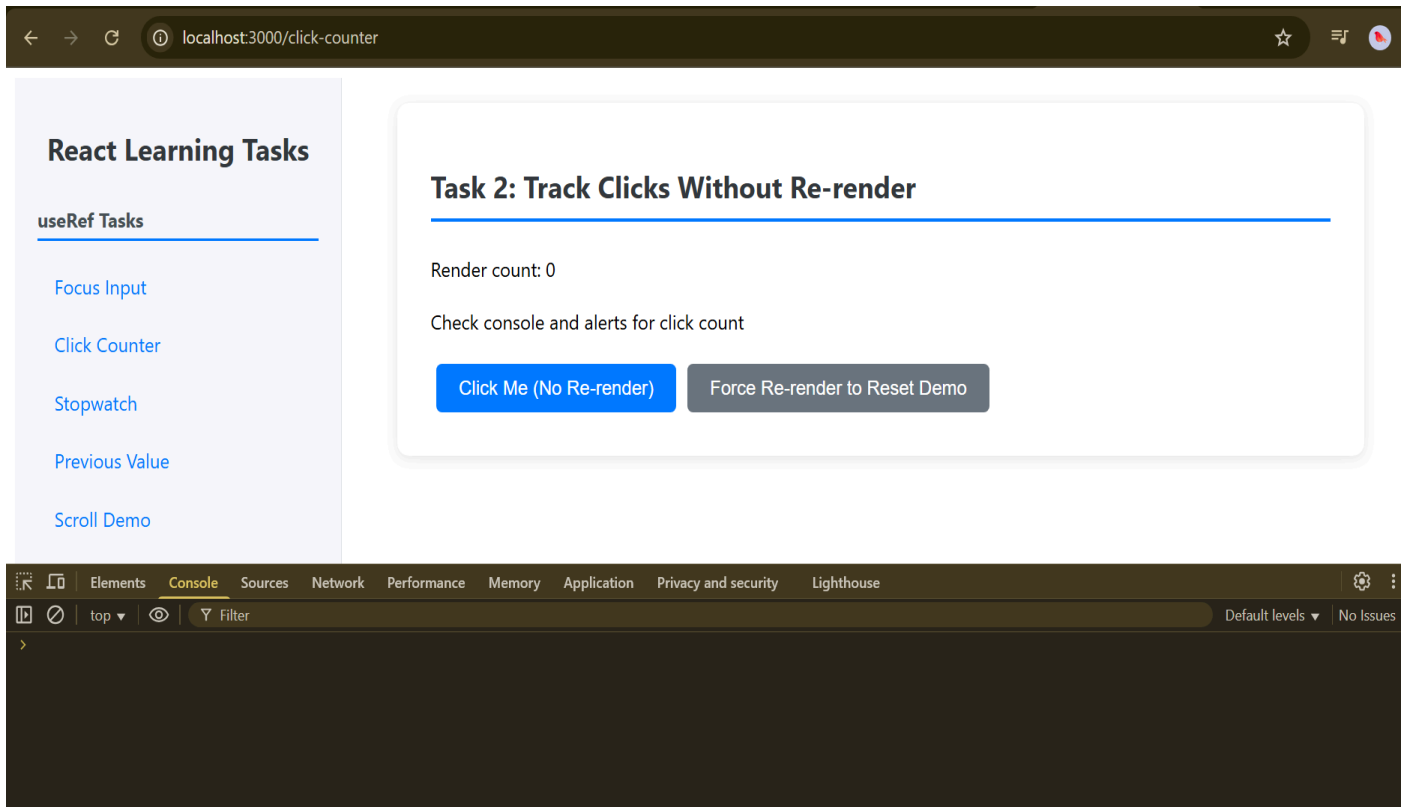 localhost:3000/click-counter
React Learning Tasks
useRef Tasks
Focus Input
Click Counter
Stopwatch
Previous Value
Scroll Demo
Task 2: Track Clicks Without Re-render
Render count: 0
Check console and alerts for click count
Click Me (No Re-render) Force Re-render to Reset Demo
Elements Console Sources Network Performance Memory Application Privacy and security Lighthouse
top Filter Default levels No Issues